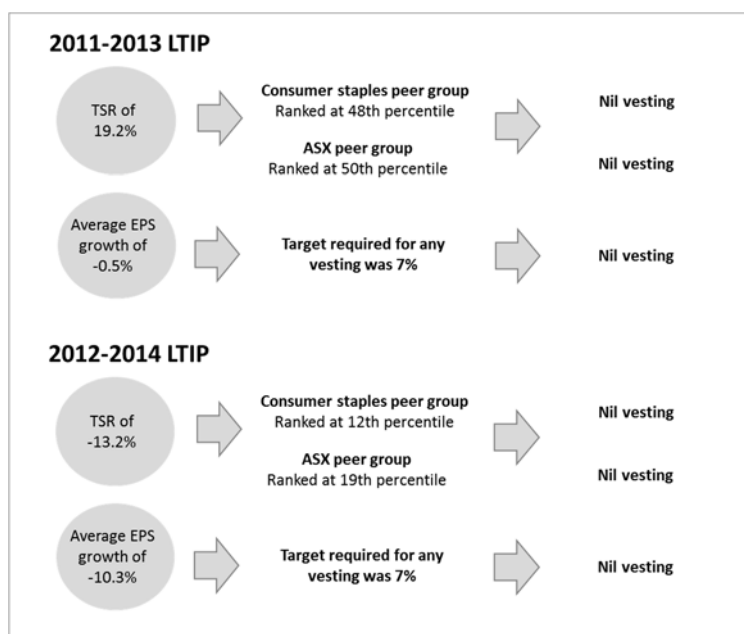 2011-2013 LTIP
TSR of
19.2%
Consumer staples peer group
Ranked at 48th percentile
Nil vesting
ASX peer group
Ranked at 50th percentile
Nil vesting
Average EPS
growth of
-0.5%
Target required for any
vesting was 7%
Nil vesting
2012-2014 LTIP
TSR of
-13.2%
Consumer staples peer group
Ranked at 12th percentile
Nil vesting
ASX peer group
Ranked at 19th percentile
Nil vesting
Average EPS
growth of
-10.3%
Target required for any
vesting was 7%
Nil vesting